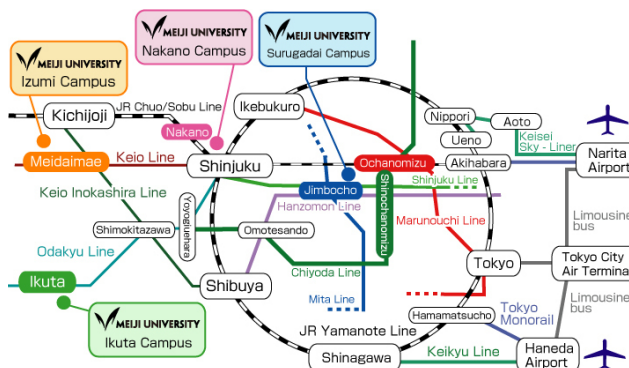 MEIJI UNIVERSITY
Izumi Campus
MEIJI UNIVERSITY
Nakano Campus
MEIJI UNIVERSITY
Surugadai Campus
JR Chuo/Sobu Line
Kichijoji
Ikebukuro
Nippori
Aoto
Ueno
Keisei
Sky - Liner
Nakano
Meidaimae
Keio Line
Shinjuku
Ochanomizu
Akihabara
Narita
Airport
Shinjuku Line
Jimbocho
Keio Inokashira Line
Hanzomon Line
Shinochanomizu
Yoyogiuehara
Marunouchi Line
Limousine
bus
Shimokitazawa
Omotesando
Odakyu Line
Chiyoda Line
Tokyo
Tokyo City
Air Terminal
Ikuta
Shibuya
Mita Line
Limousine
bus
Hamamatsucho
Tokyo
Monorail
MEIJI UNIVERSITY
Ikuta Campus
JR Yamanote Line
Shinagawa
Keikyu Line
Haneda
Airport